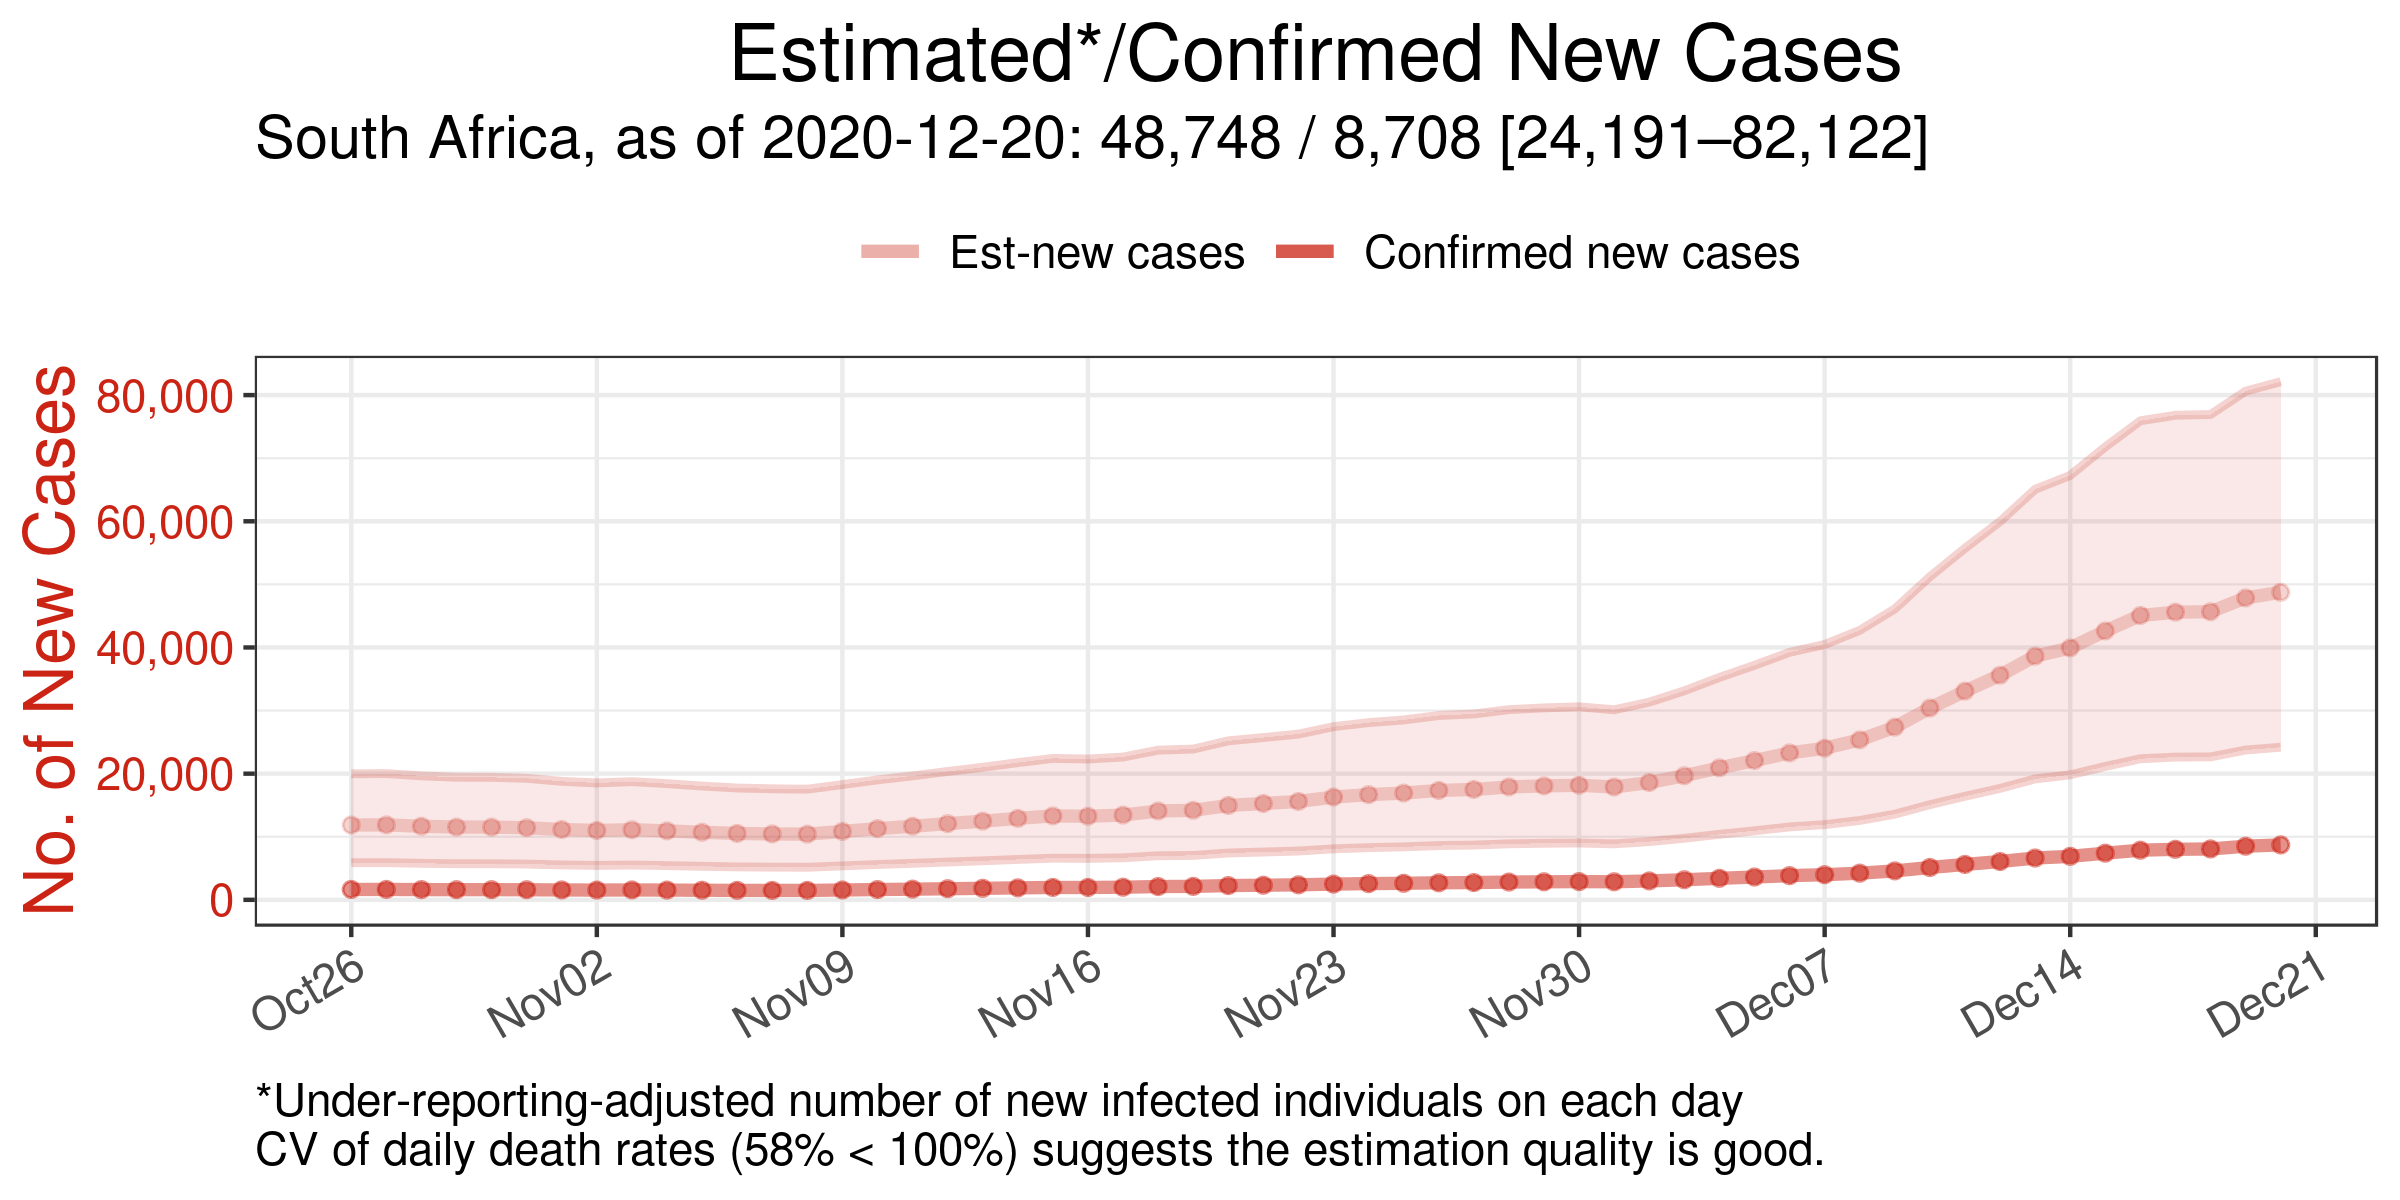 Estimated*/Confirmed New Cases
South Africa, as of 2020-12-20: 48,748 / 8,708 [24,191–82,122]
Est-new cases
Confirmed new cases
No. of New Cases
80,000
60,000
40,000
20,000
0
Oct26
Nov02
Nov09
Nov16
Nov23
Nov30
Dec07
Dec14
Dec21
*Under-reporting-adjusted number of new infected individuals on each day
CV of daily death rates (58% < 100%) suggests the estimation quality is good.